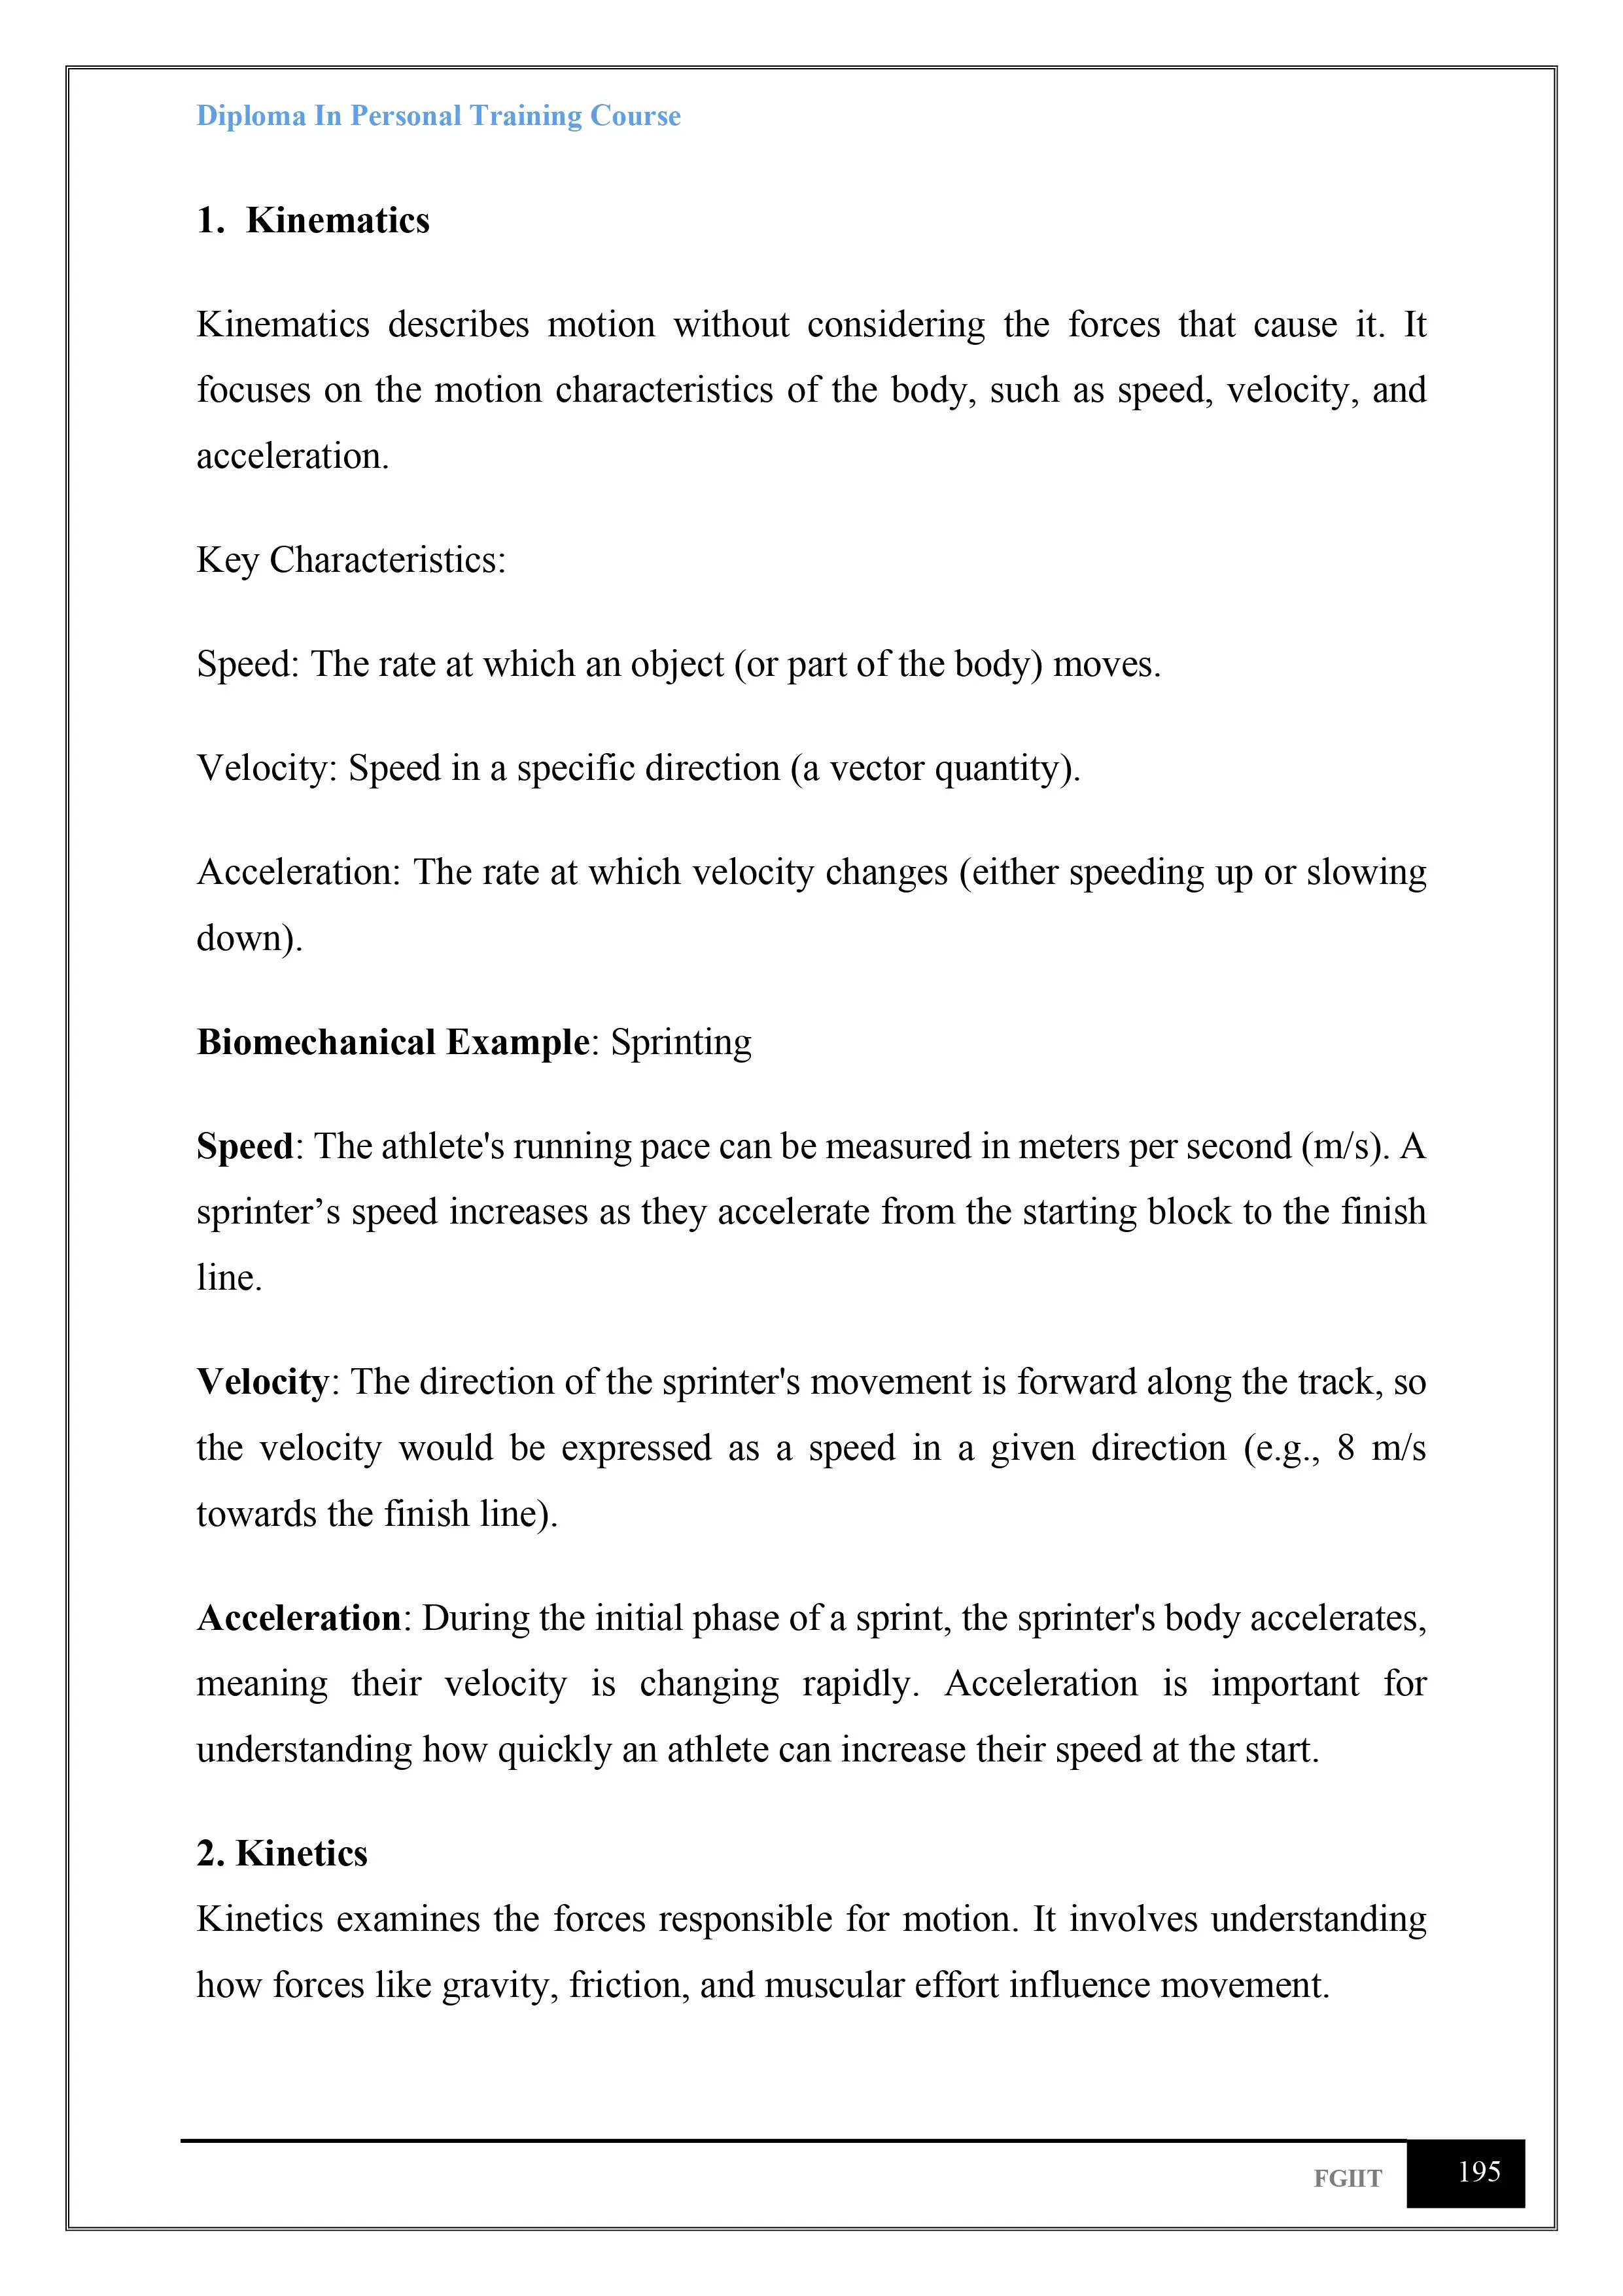 Diploma In Personal Training Course
1. Kinematics
Kinematics describes motion without considering the forces that cause it. It
focuses on the motion characteristics of the body, such as speed, velocity, and
acceleration.
Key Characteristics:
Speed: The rate at which an object (or part of the body) moves.
Velocity: Speed in a specific direction (a vector quantity).
Acceleration: The rate at which velocity changes (either speeding up or slowing
down).
Biomechanical Example: Sprinting
Speed: The athlete's running pace can be measured in meters per second (m/s). A
sprinter’s speed increases as they accelerate from the starting block to the finish
line.
Velocity: The direction of the sprinter's movement is forward along the track, so
the velocity would be expressed as a speed in a given direction (e.g., 8 m/s
towards the finish line).
Acceleration: During the initial phase of a sprint, the sprinter's body accelerates,
meaning their velocity is changing rapidly. Acceleration is important for
understanding how quickly an athlete can increase their speed at the start.
2. Kinetics
Kinetics examines the forces responsible for motion. It involves understanding
how forces like gravity, friction, and muscular effort influence movement.
FGIIT
195